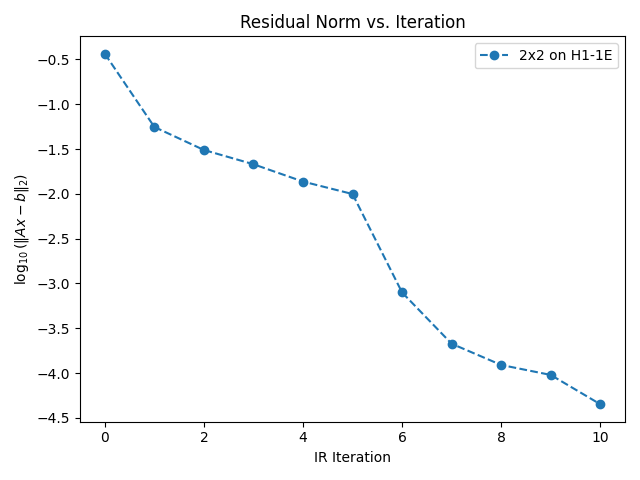 Residual Norm vs. Iteration
2x2 on H1-1E
−0.5
−1.0
−1.5
−2.0
−2.5
−3.0
−3.5
−4.0
−4.5
log₁₀(‖Ax − b‖₂)
0 2 4 6 8 10
IR Iteration